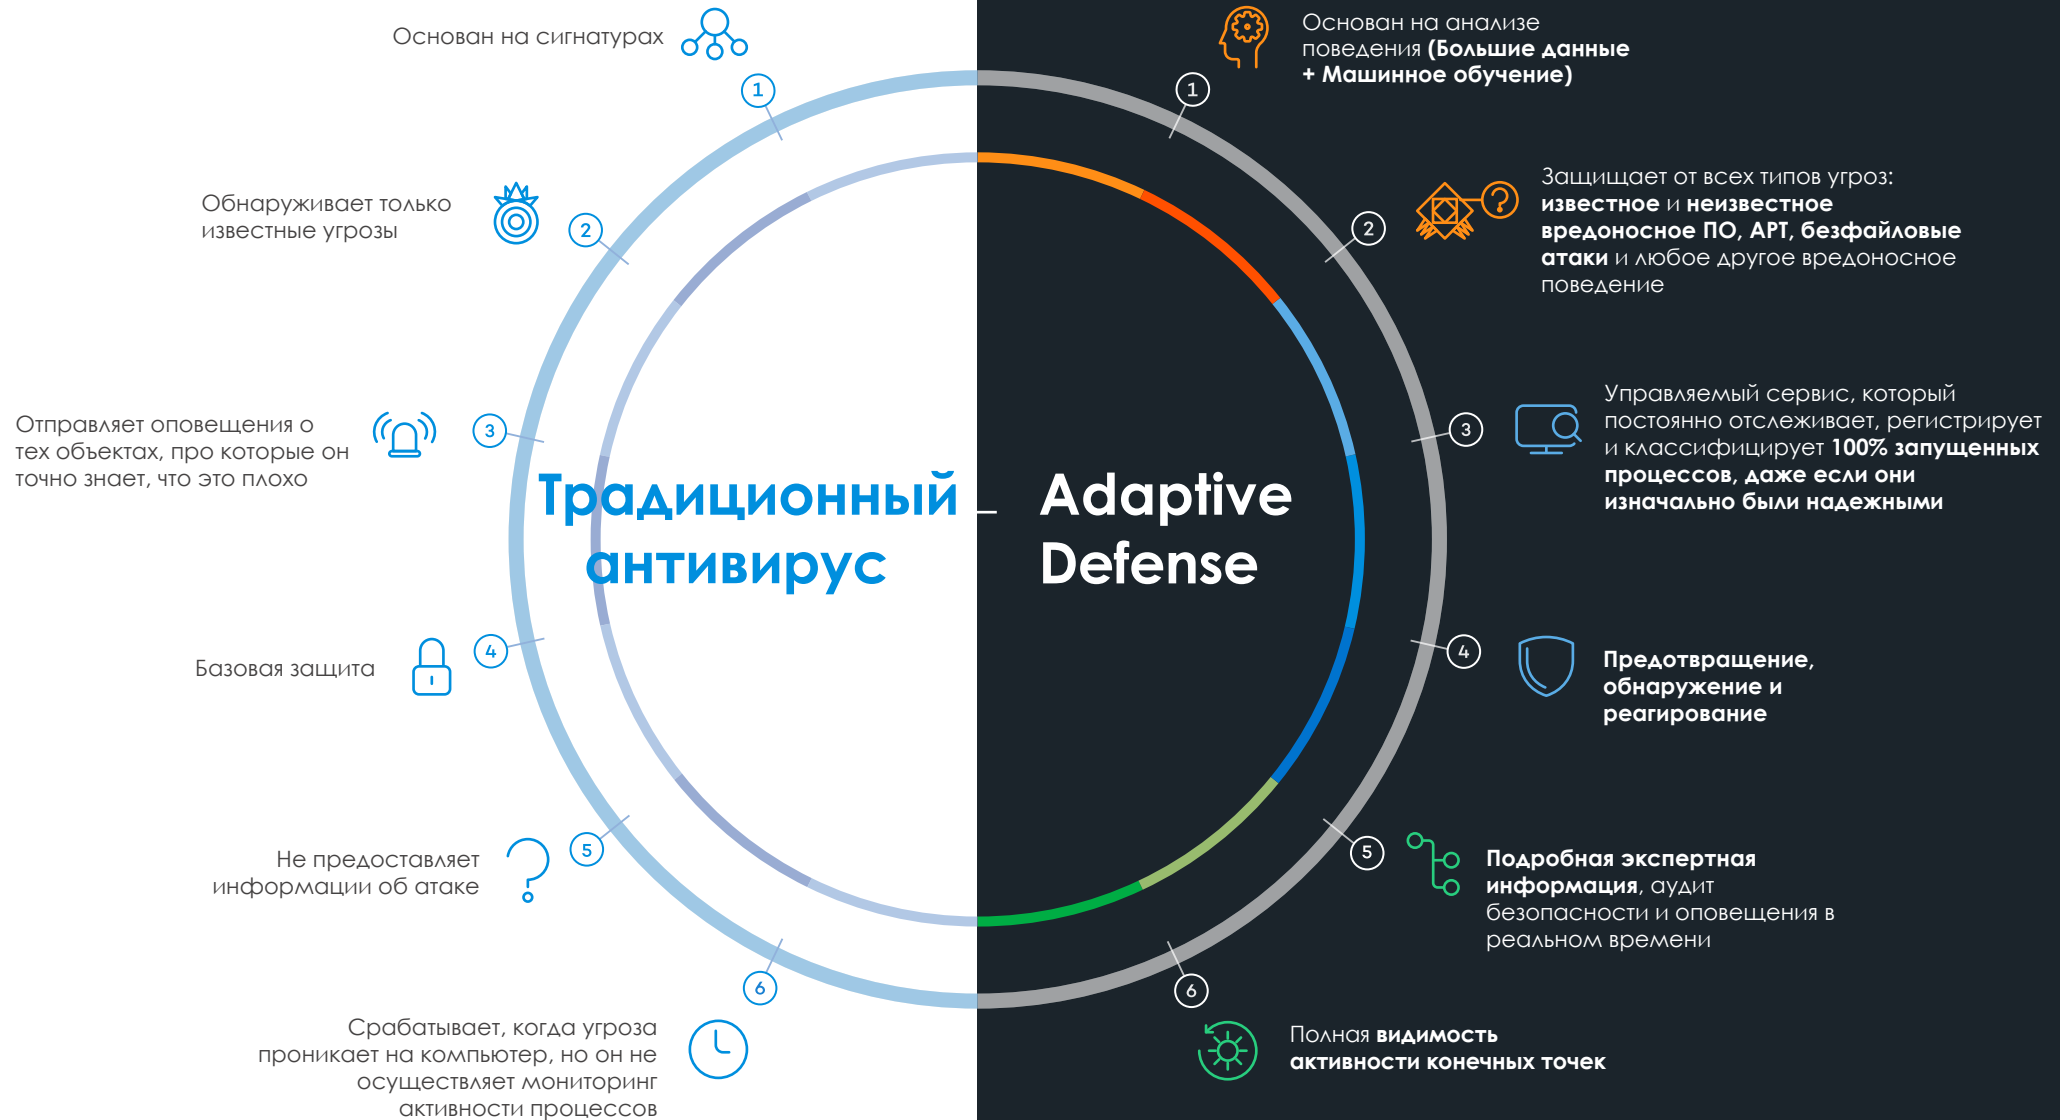 Основан на сигнатурах
1
Обнаруживает только
известные угрозы
2
Отправляет оповещения о
тех объектах, про которые он
точно знает, что это плохо
3
Традиционный
антивирус
Базовая защита
4
Не предоставляет
информации об атаке
5
6
Срабатывает, когда угроза
проникает на компьютер, но он не
осуществляет мониторинг
активности процессов
Основан на анализе
поведения (Большие данные
+ Машинное обучение)
1
Защищает от всех типов угроз:
известное и неизвестное
вредоносное ПО, APT, безфайловые
атаки и любое другое вредоносное
поведение
2
Управляемый сервис, который
постоянно отслеживает, регистрирует
и классифицирует 100% запущенных
процессов, даже если они
изначально были надежными
3
Adaptive
Defense
4
Предотвращение,
обнаружение и
реагирование
5
Подробная экспертная
информация, аудит
безопасности и оповещения в
реальном времени
6
Полная видимость
активности конечных точек